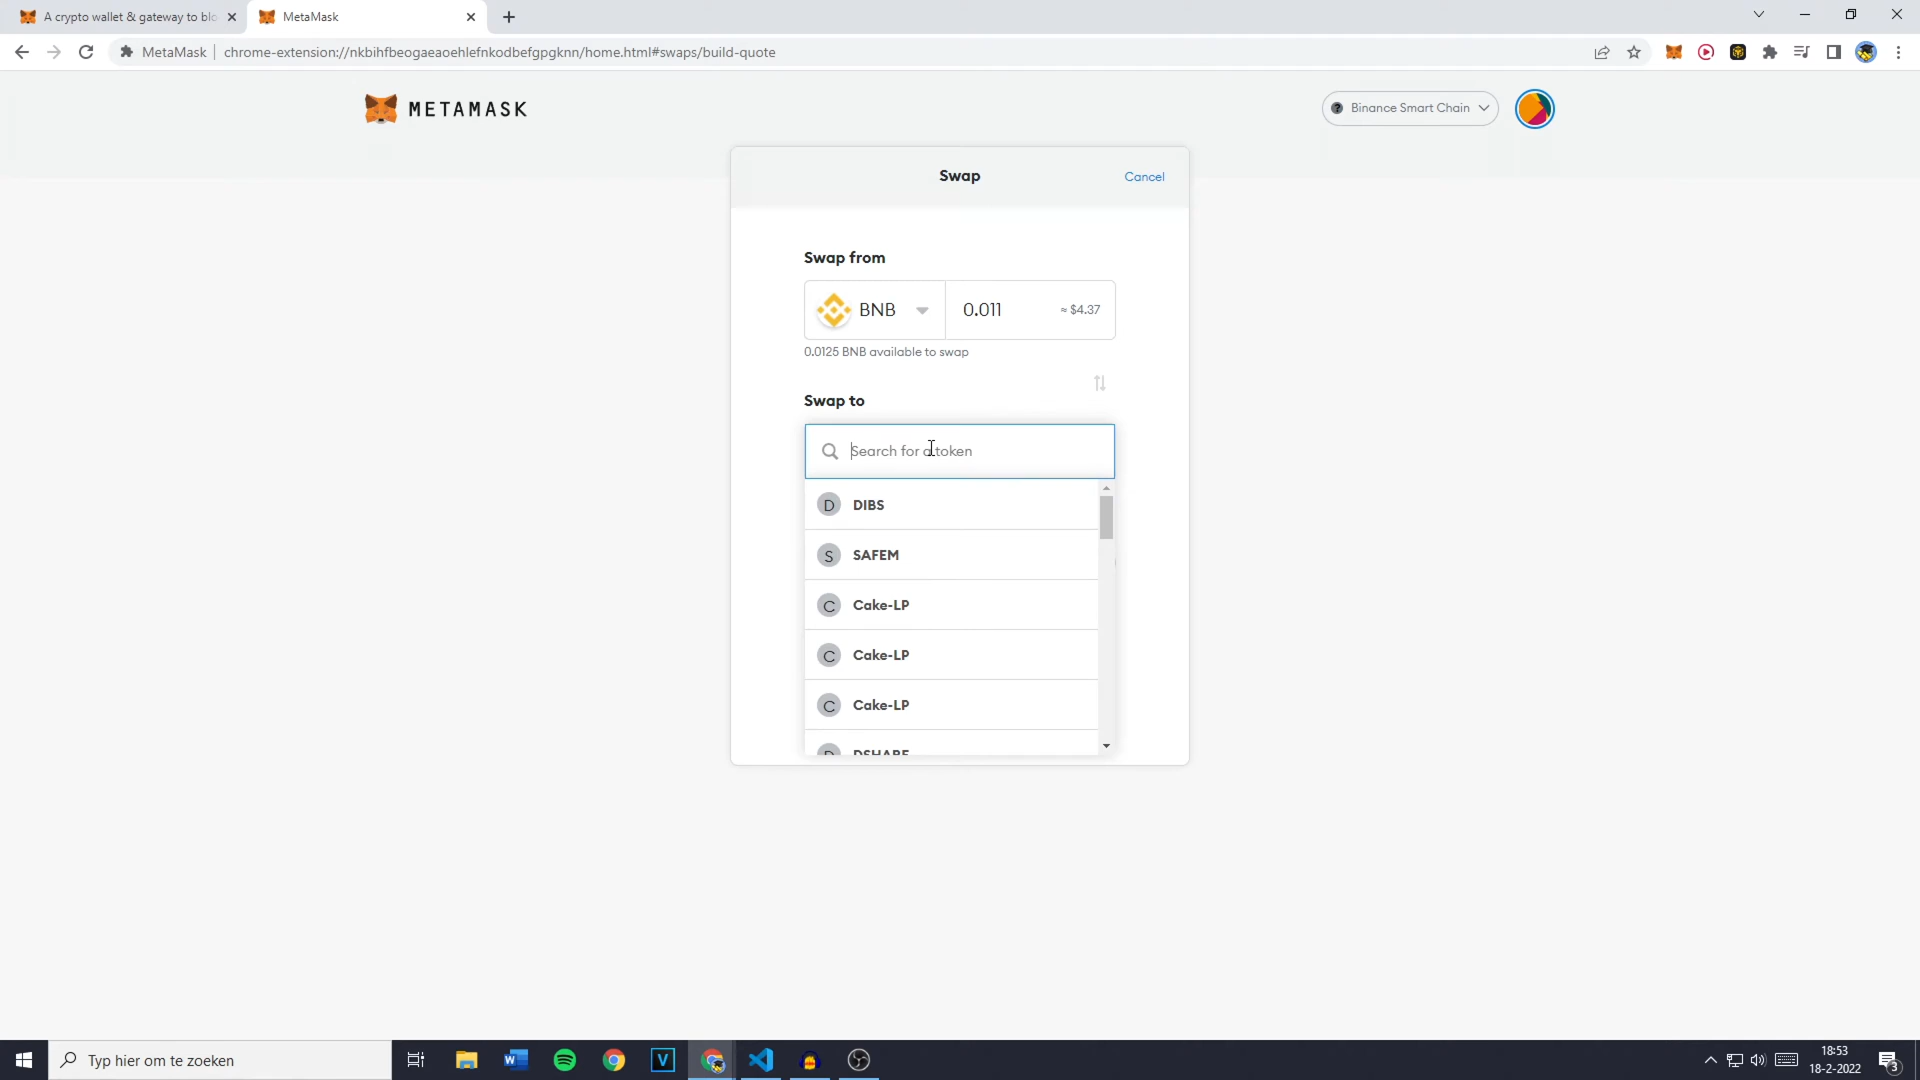 A crypto wallet & gateway to blo
MetaMask
MetaMask
chrome-extension://nkbihfbeogaeaoehlefnkodbefgpgknn/home.html#swaps/build-quote
METAMASK
Binance Smart Chain
Swap
Cancel
Swap from
BNB
0.011
≈ $4.37
0.0125 BNB available to swap
Swap to
Search for a token
D DIBS
S SAFEM
C Cake-LP
C Cake-LP
C Cake-LP
D DSHARE
Typ hier om te zoeken
18:53
18-2-2022
3